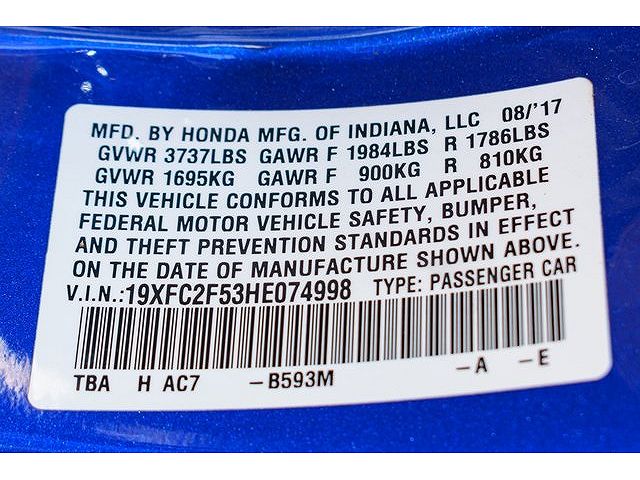 MFD. BY HONDA MFG. OF INDIANA, LLC 08/'17
GVWR 3737LBS GAWR F 1984LBS R 1786LBS
GVWR 1695KG GAWR F 900KG R 810KG
THIS VEHICLE CONFORMS TO ALL APPLICABLE
FEDERAL MOTOR VEHICLE SAFETY, BUMPER,
AND THEFT PREVENTION STANDARDS IN EFFECT
ON THE DATE OF MANUFACTURE SHOWN ABOVE.
V.I.N.:19XFC2F53HE074998 TYPE: PASSENGER CAR
TBA H AC7 –B593M –A –E